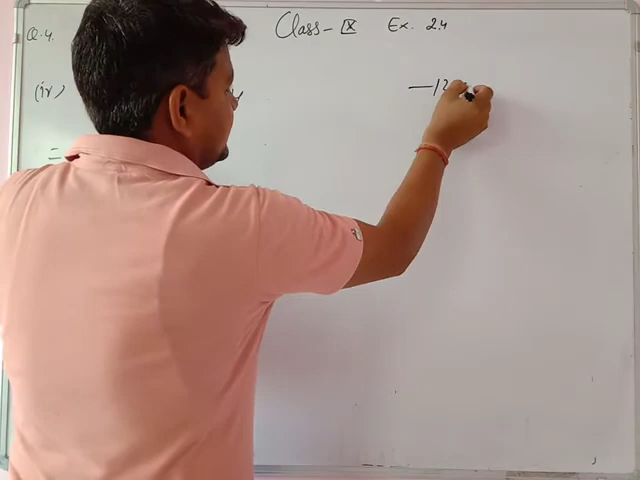 Q.4. Class - IX Ex. 2.4
(iv) — 12
=